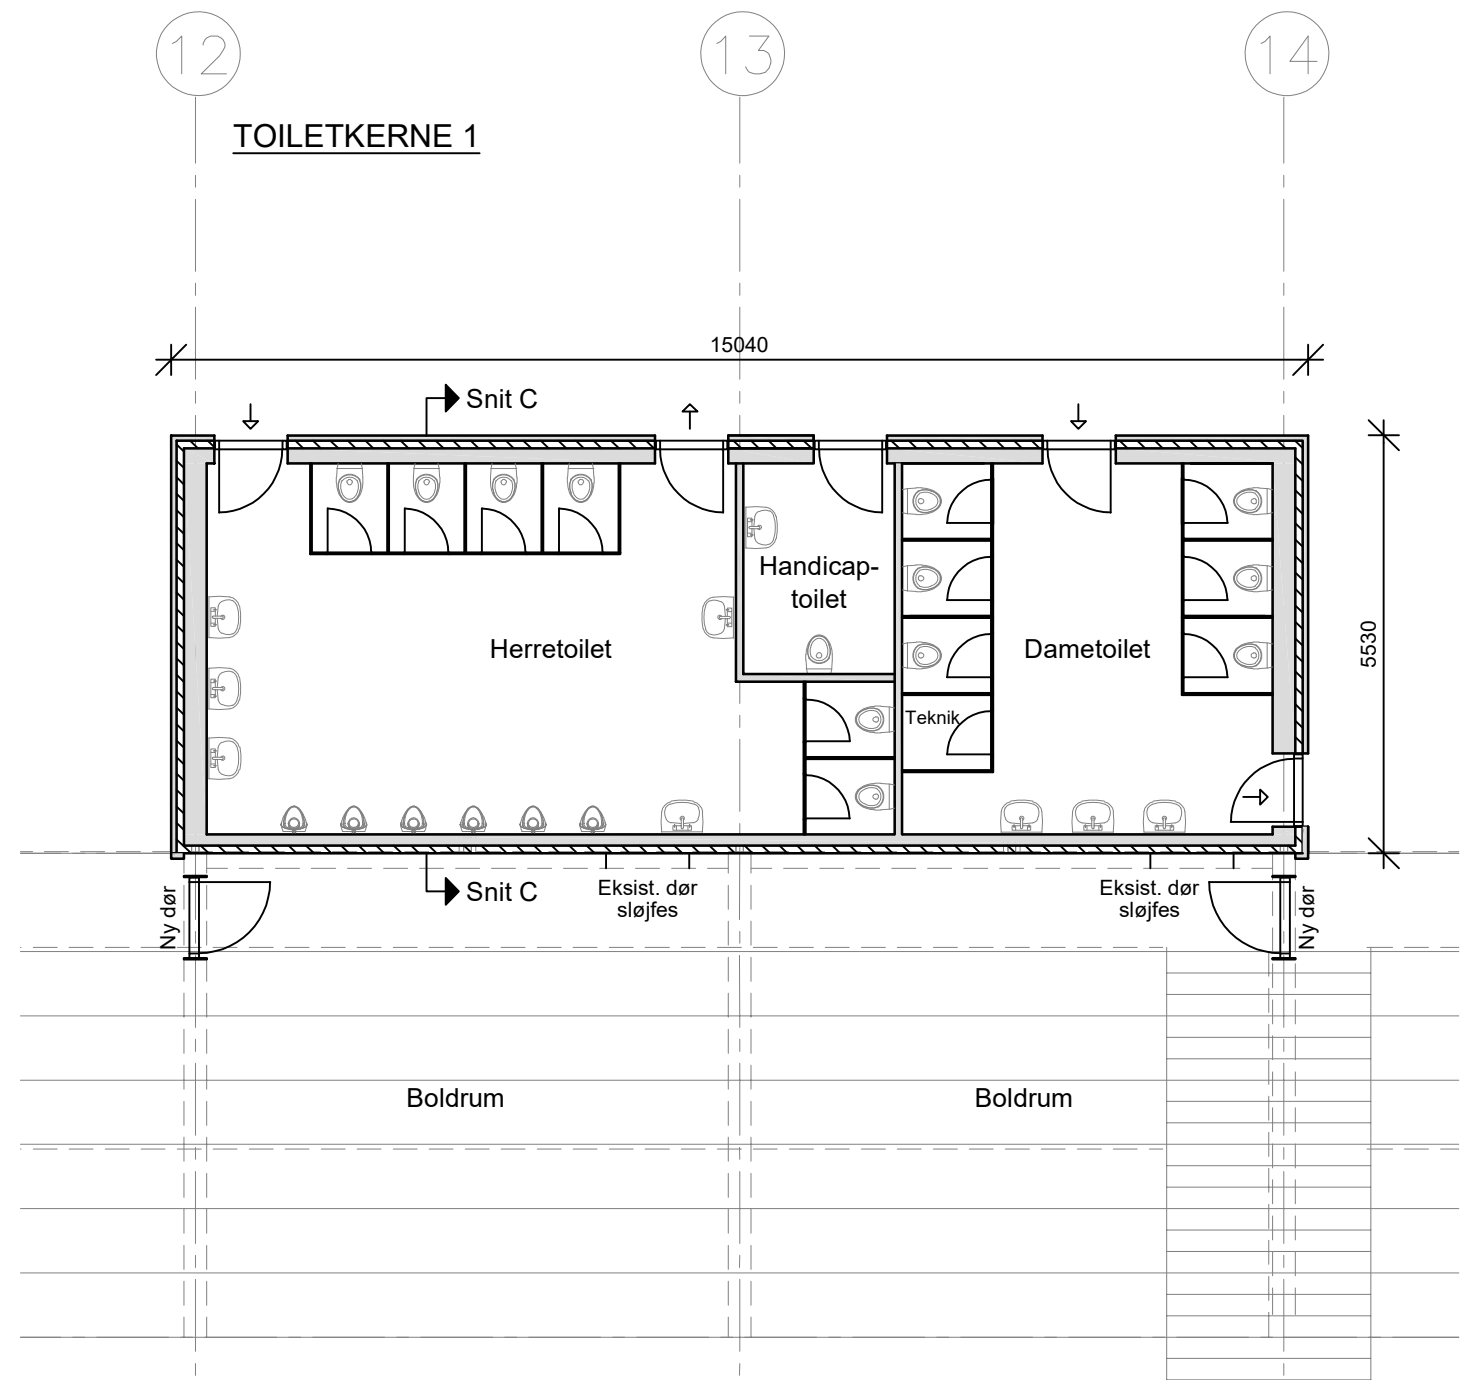 12
13
14
TOILETKERNE 1
15040
Snit C
Handicap-
toilet
Herretoilet
Dametoilet
5530
Teknik
Snit C
Eksist. dør
sløjfes
Eksist. dør
sløjfes
Ny dør
Ny dør
Boldrum
Boldrum